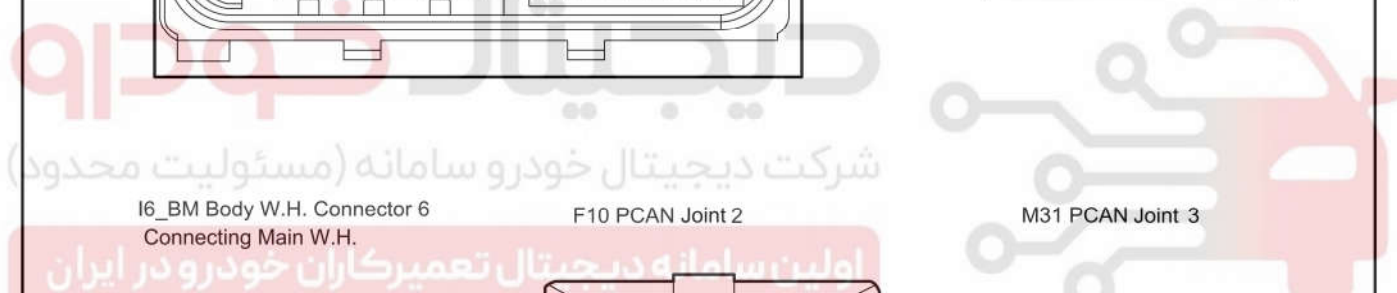 دیجیتال خودرو
شرکت دیجیتال خودرو سامانه (مسئولیت محدود)
I6_BM Body W.H. Connector 6
Connecting Main W.H.
F10 PCAN Joint 2
M31 PCAN Joint 3
اولین سامانه دیجیتال تعمیرکاران خودرو در ایران